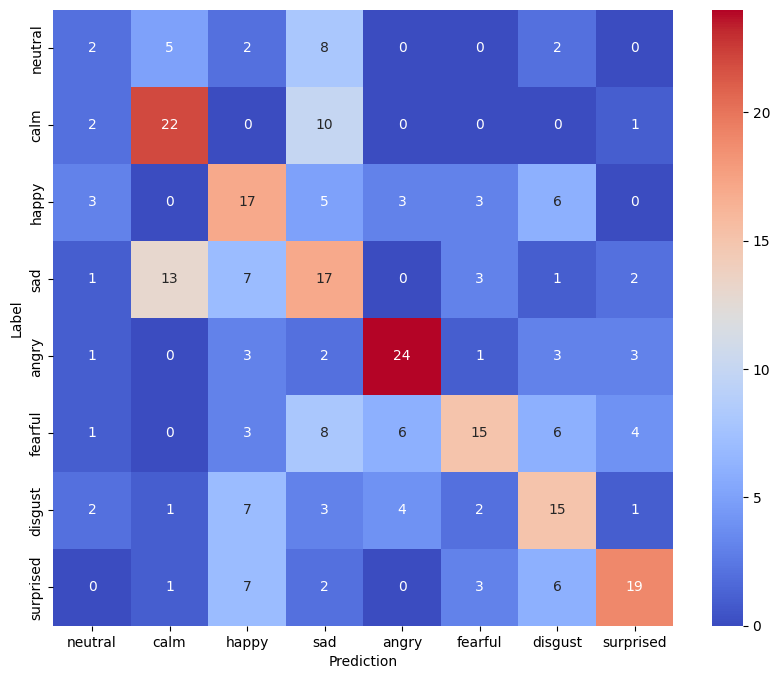 neutral 2 5 2 8 0 0 2 0
calm 2 22 0 10 0 0 0 1
happy 3 0 17 5 3 3 6 0
sad 1 13 7 17 0 3 1 2
angry 1 0 3 2 24 1 3 3
fearful 1 0 3 8 6 15 6 4
disgust 2 1 7 3 4 2 15 1
surprised 0 1 7 2 0 3 6 19
neutral calm happy sad angry fearful disgust surprised
Prediction
Label
20
15
10
5
0